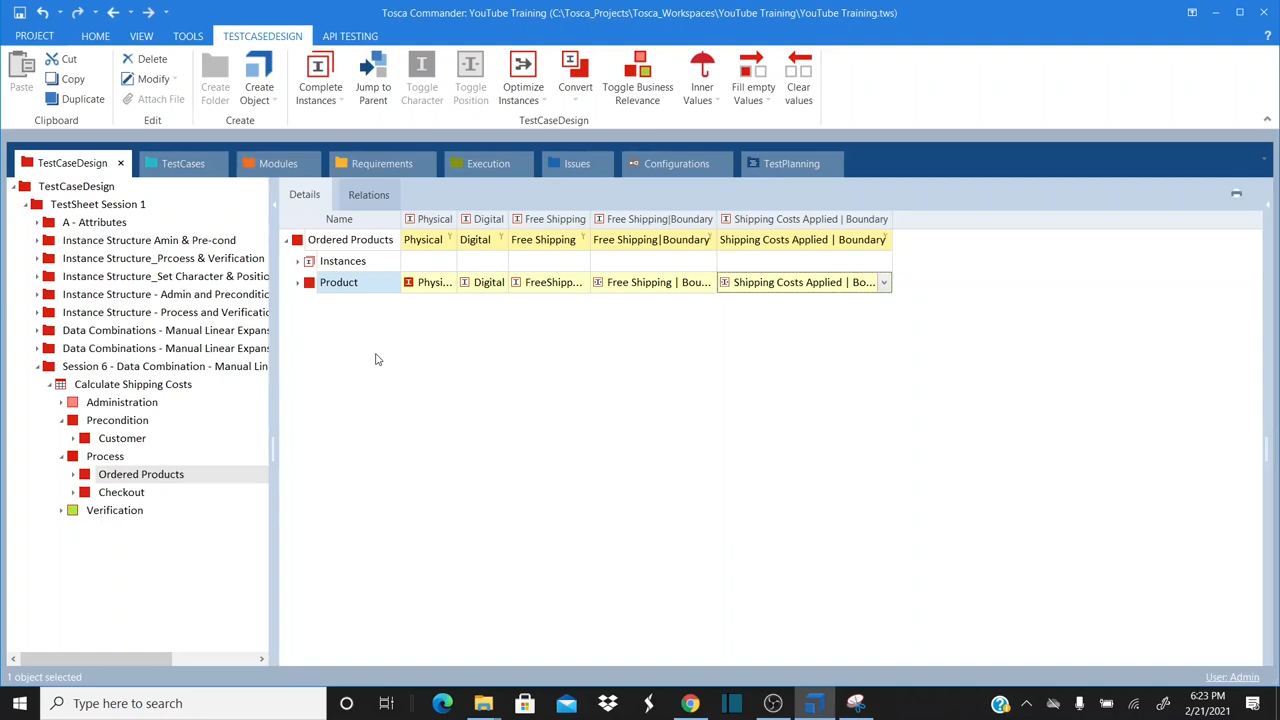 Tosca Commander: YouTube Training (C:\Tosca_Projects\Tosca_Workspaces\YouTube Training\YouTube Training.tws)
PROJECT HOME VIEW TOOLS TESTCASEDESIGN API TESTING
Paste Cut Copy Duplicate Delete Modify Attach File
Create Folder Create Object Complete Instances Jump to Parent Toggle Character Toggle Position Optimize Instances Convert Toggle Business Relevance Inner Values Fill empty Values Clear values
Clipboard Edit Create TestCaseDesign
TestCaseDesign TestCases Modules Requirements Execution Issues Configurations TestPlanning
TestCaseDesign
TestSheet Session 1
A - Attributes
Instance Structure Amin & Pre-cond
Instance Structure_Prcoess & Verification
Instance Structure_Set Character & Positio
Instance Structure - Admin and Preconditic
Instance Structure - Process and Verificatic
Data Combinations - Manual Linear Expans
Data Combinations - Manual Linear Expans
Session 6 - Data Combination - Manual Lin
Calculate Shipping Costs
Administration
Precondition
Customer
Process
Ordered Products
Checkout
Verification
Details Relations
Name Physical Digital Free Shipping Free Shipping|Boundary Shipping Costs Applied | Boundary
Ordered Products Physical Digital Free Shipping Free Shipping|Boundary Shipping Costs Applied | Boundary
Instances
Product Physi... Digital FreeShipp... Free Shipping | Bou... Shipping Costs Applied | Bo...
1 object selected User: Admin
Type here to search
6:23 PM
2/21/2021